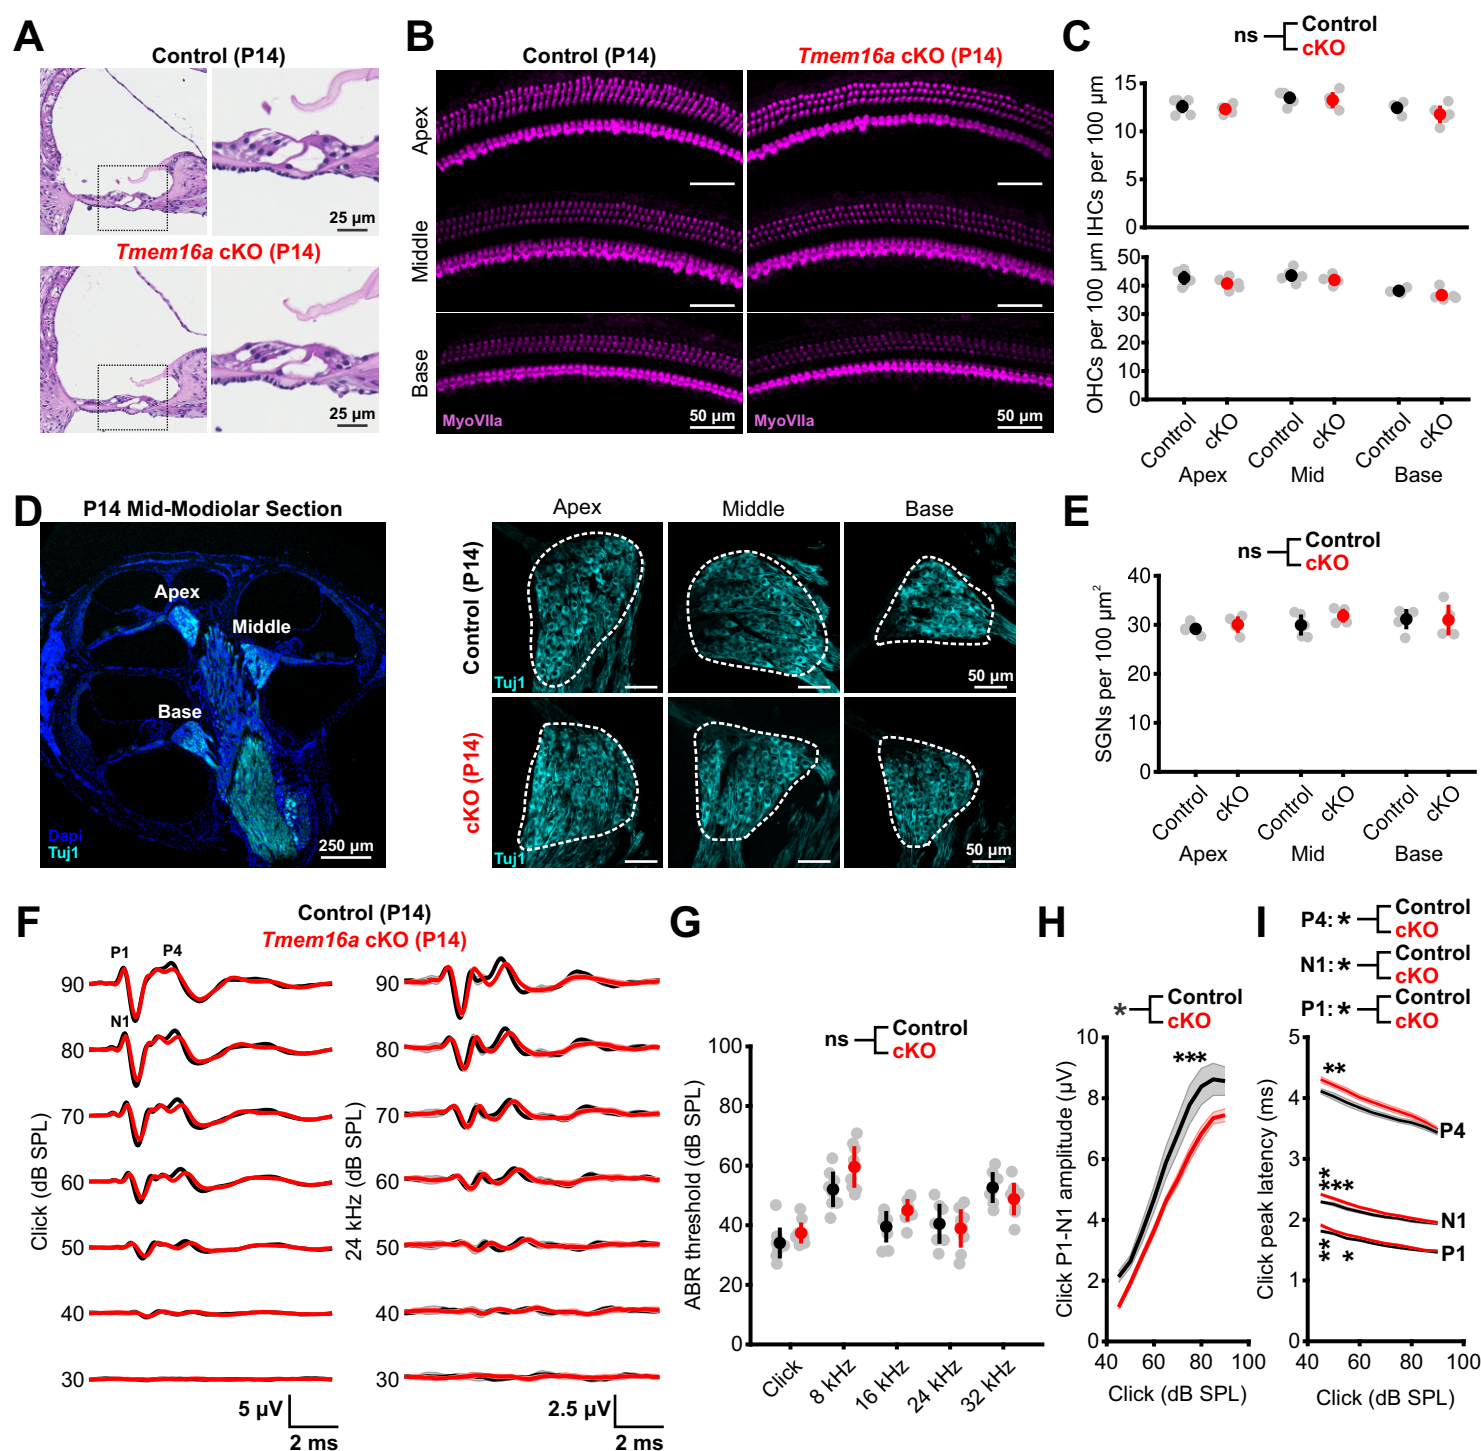 A
Control (P14)
25 µm
Tmem16a cKO (P14)
25 µm
B
Control (P14)
Tmem16a cKO (P14)
Apex
Middle
Base
MyoVIIa
50 µm
MyoVIIa
50 µm
C
ns
Control
cKO
IHCs per 100 µm
15
10
5
0
OHCs per 100 µm
50
40
30
20
10
0
Control
cKO
Control
cKO
Control
cKO
Apex
Mid
Base
D
P14 Mid-Modiolar Section
Apex
Middle
Base
Dapi
Tuj1
250 µm
Apex
Middle
Base
Control (P14)
Tuj1
50 µm
cKO (P14)
Tuj1
50 µm
E
ns
Control
cKO
SGNs per 100 µm²
40
30
20
10
0
Control
cKO
Control
cKO
Control
cKO
Apex
Mid
Base
F
Control (P14)
Tmem16a cKO (P14)
P1
P4
N1
Click (dB SPL)
90
80
70
60
50
40
30
5 µV
2 ms
24 kHz (dB SPL)
90
80
70
60
50
40
30
2.5 µV
2 ms
G
ns
Control
cKO
ABR threshold (dB SPL)
100
80
60
40
20
0
Click
8 kHz
16 kHz
24 kHz
32 kHz
H
*
Control
cKO
***
Click P1-N1 amplitude (µV)
10
8
6
4
2
0
40
60
80
100
Click (dB SPL)
I
P4: *
Control
cKO
N1: *
Control
cKO
P1: *
Control
cKO
Click peak latency (ms)
5
4
3
2
1
0
**
P4
**
***
N1
P1
**
*
40
60
80
100
Click (dB SPL)